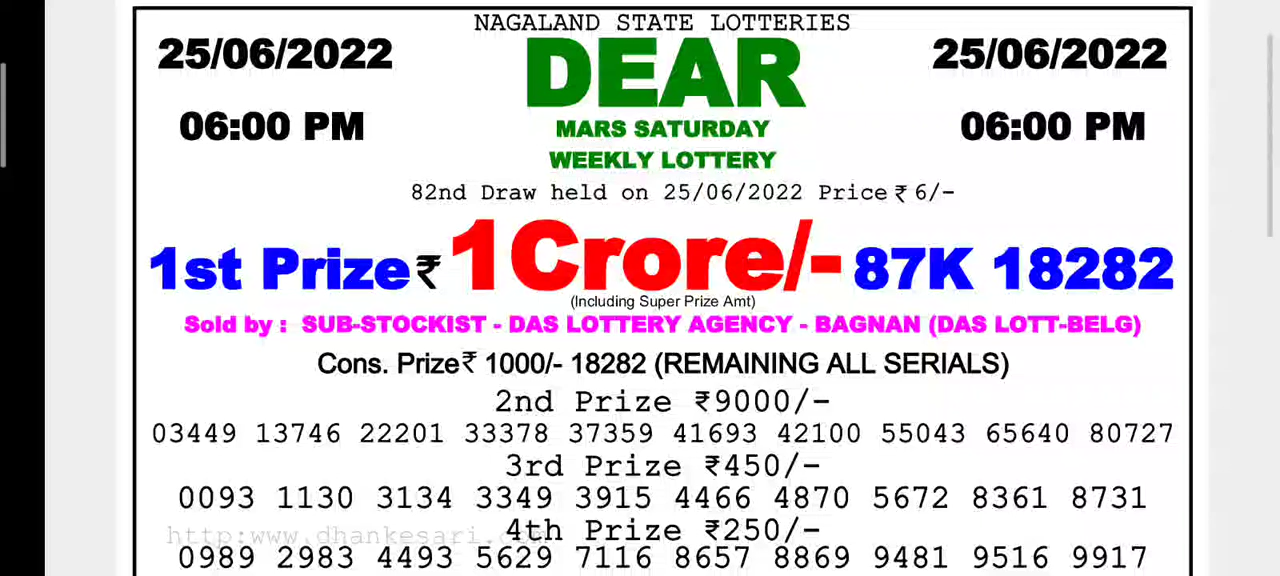 NAGALAND STATE LOTTERIES
25/06/2022 DEAR 25/06/2022
06:00 PM MARS SATURDAY 06:00 PM
WEEKLY LOTTERY
82nd Draw held on 25/06/2022 Price ₹ 6/-
1st Prize ₹ 1Crore/- 87K 18282
(Including Super Prize Amt)
Sold by : SUB-STOCKIST - DAS LOTTERY AGENCY - BAGNAN (DAS LOTT-BELG)
Cons. Prize ₹ 1000/- 18282 (REMAINING ALL SERIALS)
2nd Prize ₹9000/-
03449 13746 22201 33378 37359 41693 42100 55043 65640 80727
3rd Prize ₹450/-
0093 1130 3134 3349 3915 4466 4870 5672 8361 8731
4th Prize ₹250/-
http:www.dhankesari.com
0989 2983 4493 5629 7116 8657 8869 9481 9516 9917